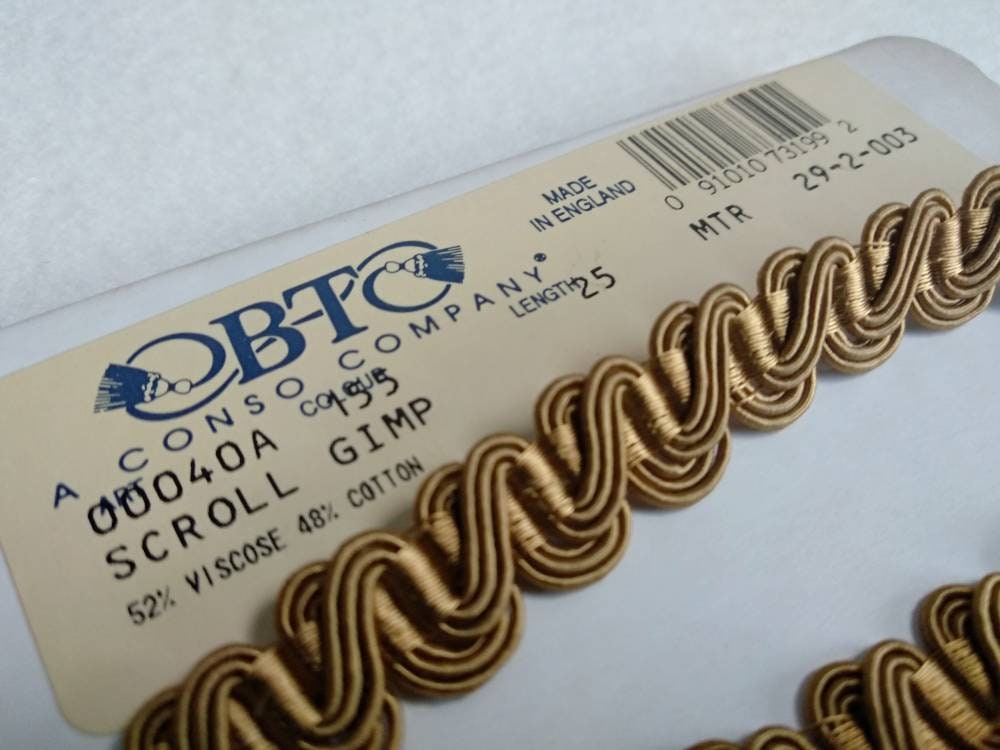 OBTC
A CONSO COMPANY
ART
00040A
COLOUR
155
SCROLL GIMP
52% VISCOSE 48% COTTON
MADE
IN ENGLAND
LENGTH
25
0 91010 73199 2
MTR 29-2-003